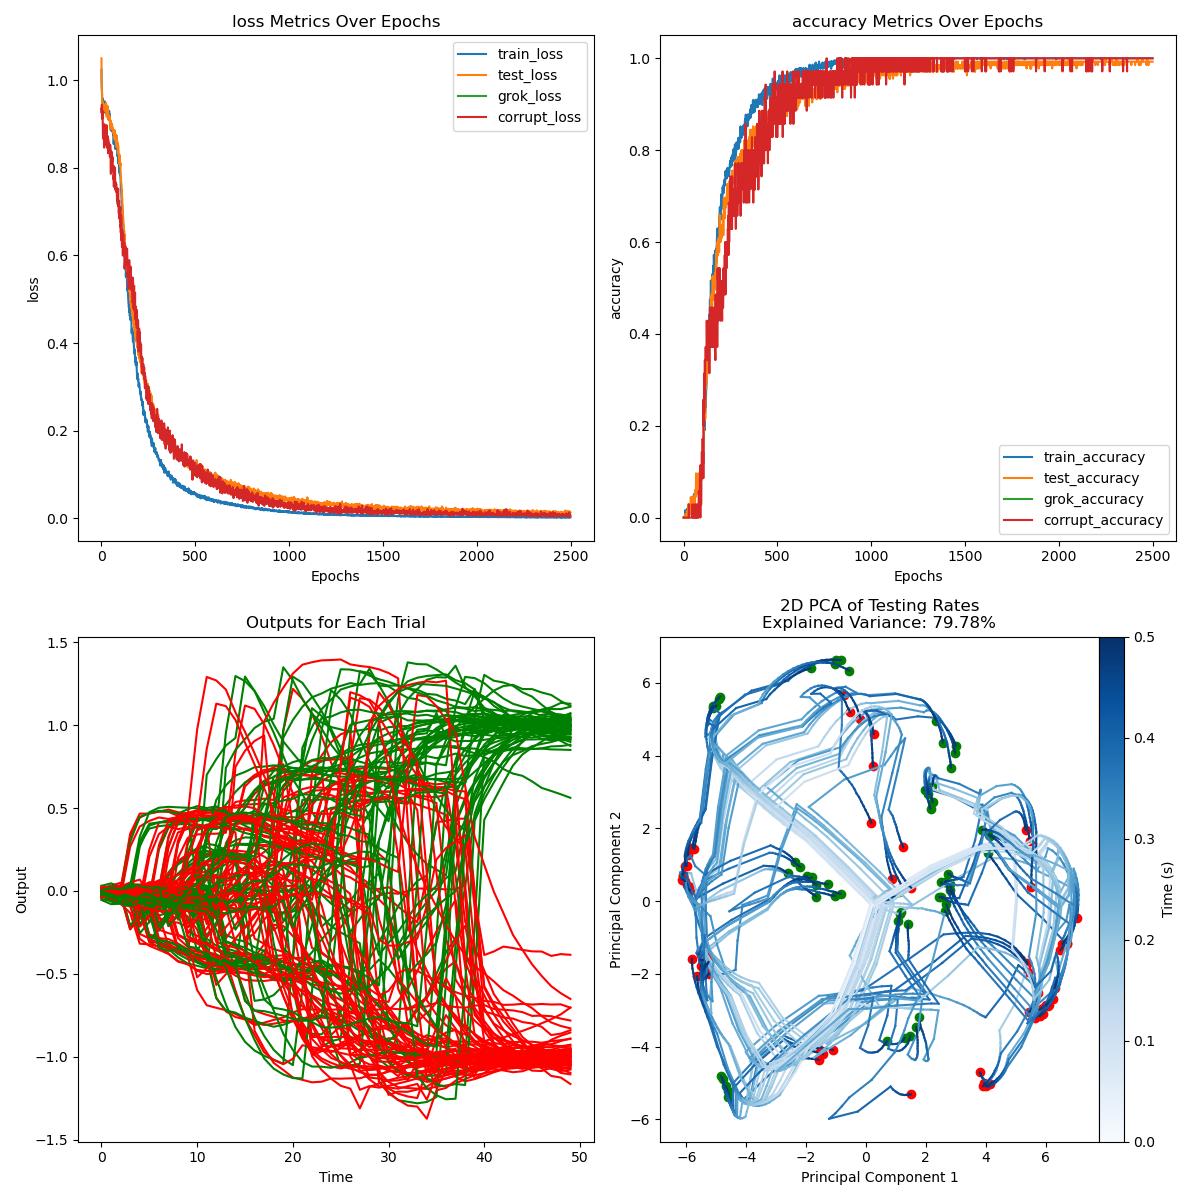 loss Metrics Over Epochs
1.0
0.8
0.6
0.4
0.2
0.0
loss
train_loss
test_loss
grok_loss
corrupt_loss
0
500
1000
1500
2000
2500
Epochs
accuracy Metrics Over Epochs
1.0
0.8
0.6
0.4
0.2
0.0
accuracy
train_accuracy
test_accuracy
grok_accuracy
corrupt_accuracy
0
500
1000
1500
2000
2500
Epochs
Outputs for Each Trial
1.5
1.0
0.5
0.0
−0.5
−1.0
−1.5
Output
0
10
20
30
40
50
Time
2D PCA of Testing Rates
Explained Variance: 79.78%
6
4
2
0
−2
−4
−6
Principal Component 2
−6
−4
−2
0
2
4
6
Principal Component 1
0.5
0.4
0.3
0.2
0.1
0.0
Time (s)